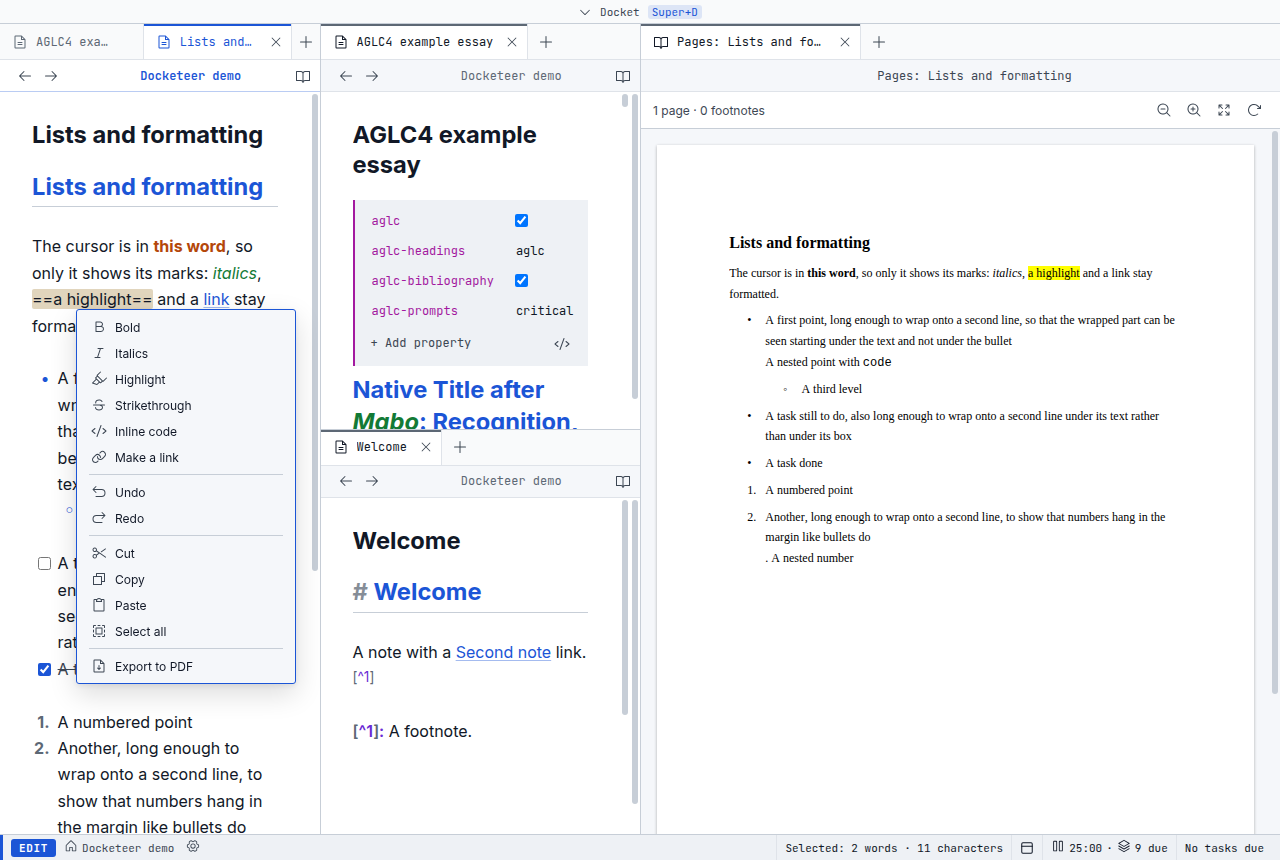 Docket Super+D
AGLC4 exa…
Lists and…
AGLC4 example essay
Pages: Lists and fo…
Docketeer demo
Docketeer demo
Pages: Lists and formatting
1 page · 0 footnotes
Lists and formatting
Lists and formatting
The cursor is in this word, so
only it shows its marks: italics,
==a highlight== and a link stay
forma
A f
wr
tha
be
tex
A t
en
se
rat
A t
1. A numbered point
2. Another, long enough to
wrap onto a second line, to
show that numbers hang in
the margin like bullets do
Bold
Italics
Highlight
Strikethrough
Inline code
Make a link
Undo
Redo
Cut
Copy
Paste
Select all
Export to PDF
AGLC4 example
essay
aglc
aglc-headings aglc
aglc-bibliography
aglc-prompts critical
+ Add property </>
Native Title after
Mabo: Recognition,
Welcome
Docketeer demo
Welcome
# Welcome
A note with a Second note link.
[^1]
[^1]: A footnote.
Lists and formatting
The cursor is in this word, so only it shows its marks: italics, a highlight and a link stay
formatted.
• A first point, long enough to wrap onto a second line, so that the wrapped part can be
seen starting under the text and not under the bullet
A nested point with code
◦ A third level
• A task still to do, also long enough to wrap onto a second line under its text rather
than under its box
• A task done
1. A numbered point
2. Another, long enough to wrap onto a second line, to show that numbers hang in the
margin like bullets do
. A nested number
EDIT
Docketeer demo
Selected: 2 words · 11 characters
25:00 · 9 due
No tasks due